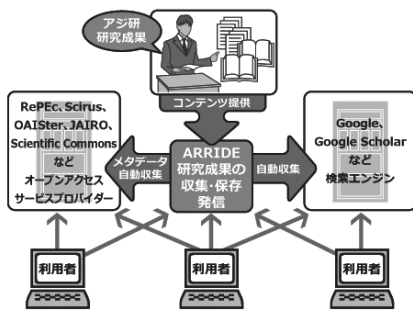 アジ研
研究成果
コンテンツ提供
RePEc、Scirus、
OAISter、JAIRO、
Scientific Commons
など
オープンアクセス
サービスプロバイダー
メタデータ
自動収集
ARRIDE
研究成果の
収集・保存
発信
自動収集
Google、
Google Scholar
など
検索エンジン
利用者
利用者
利用者